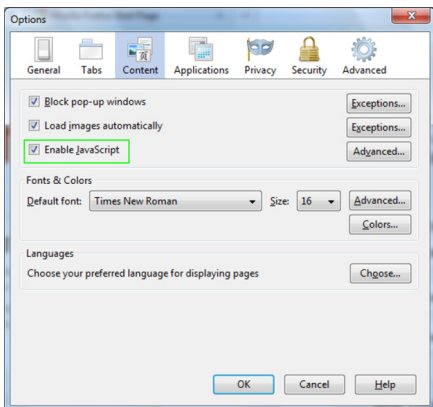 Options
General Tabs Content Applications Privacy Security Advanced
Block pop-up windows Exceptions...
Load images automatically Exceptions...
Enable JavaScript Advanced...
Fonts & Colors
Default font: Times New Roman Size: 16 Advanced...
Colors...
Languages
Choose your preferred language for displaying pages Choose...
OK Cancel Help